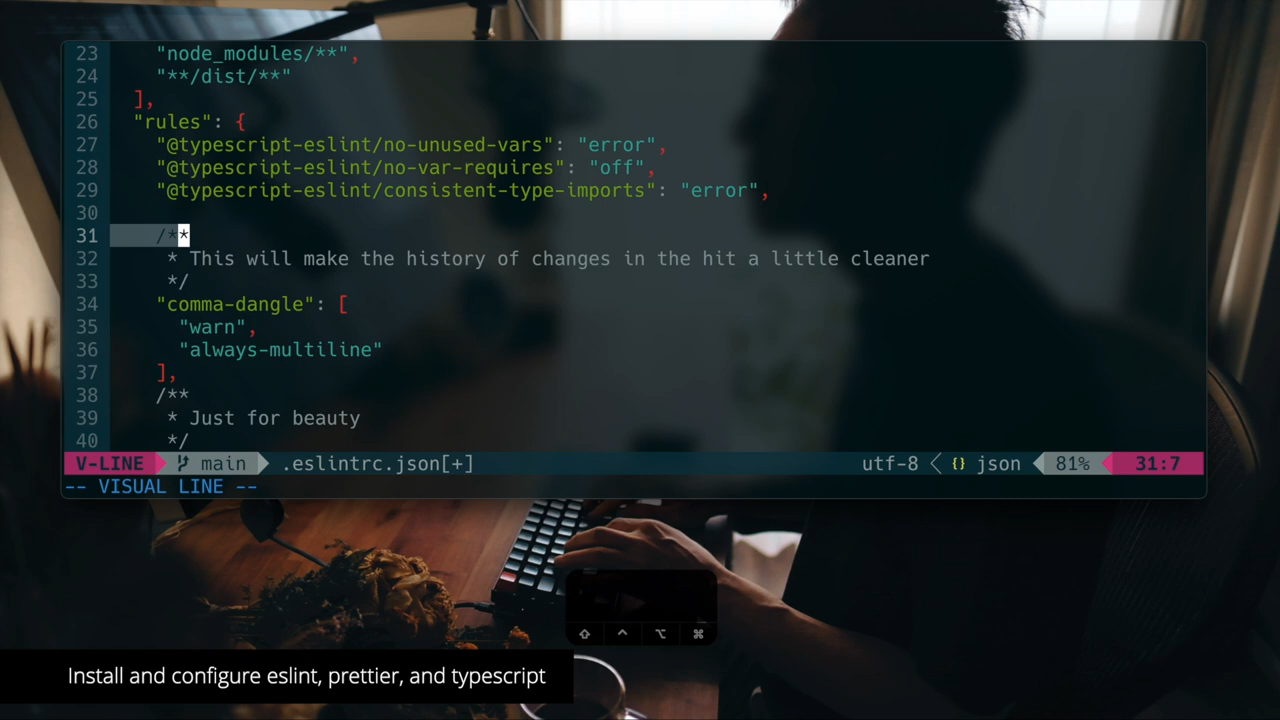 23 "node_modules/**",
24 "**/dist/**"
25 ],
26 "rules": {
27 "@typescript-eslint/no-unused-vars": "error",
28 "@typescript-eslint/no-var-requires": "off",
29 "@typescript-eslint/consistent-type-imports": "error",
30
31 /**
32 * This will make the history of changes in the hit a little cleaner
33 */
34 "comma-dangle": [
35 "warn",
36 "always-multiline"
37 ],
38 /**
39 * Just for beauty
40 */
V-LINE main .eslintrc.json[+] utf-8 {} json 81% 31:7
-- VISUAL LINE --
⇧ ^ ⌥ ⌘
Install and configure eslint, prettier, and typescript